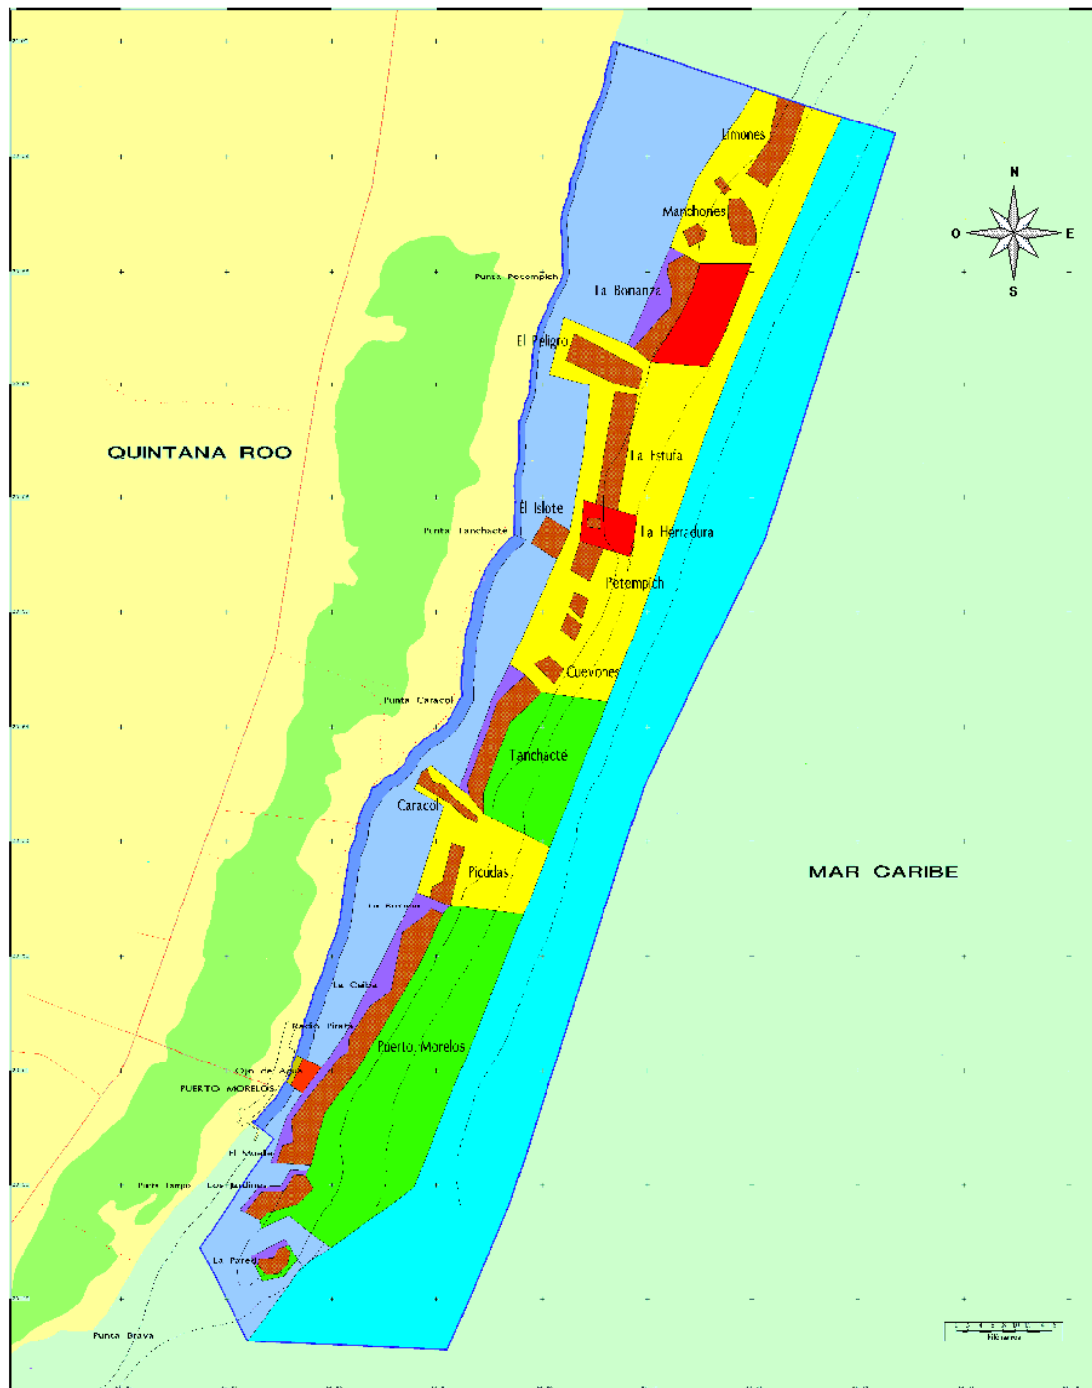 Limones
N
Manchones
O
E
Punta Potompich
S
La Bonanza
El Peligro
QUINTANA ROO
La Estufa
El Islote
Punta Tanchacté
La Herradura
Petempich
Cuevones
Punta Caracol
Tanchacté
Caracol
MAR CARIBE
Picudas
La Bocana
La Ceiba
Radio Pirata
Puerto Morelos
Ojo de Agua
PUERTO MORELOS
El Muelle
Los Jardines
La Pared
Punta Brava
Kilómetros